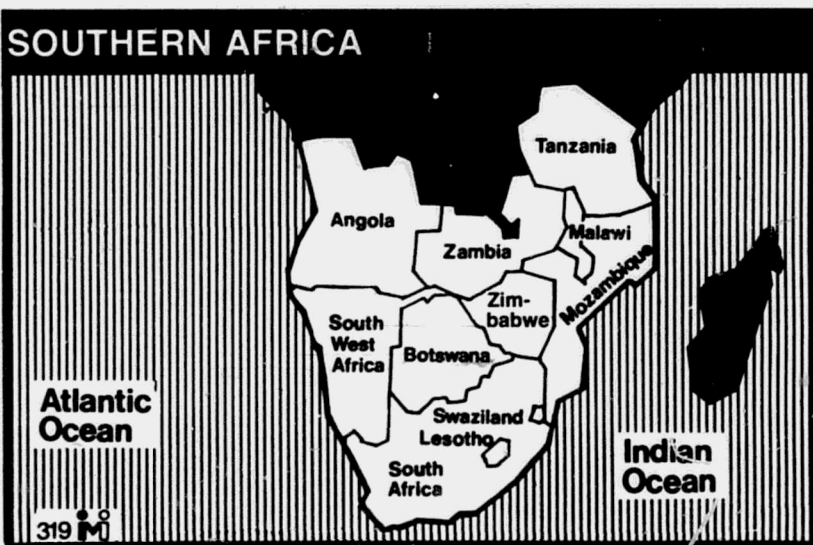 SOUTHERN AFRICA
Tanzania
Angola
Malawi
Zambia
Mozambique
Zim-
babwe
South
West
Africa
Botswana
Atlantic
Ocean
Swaziland
Lesotho
South
Africa
Indian
Ocean
319